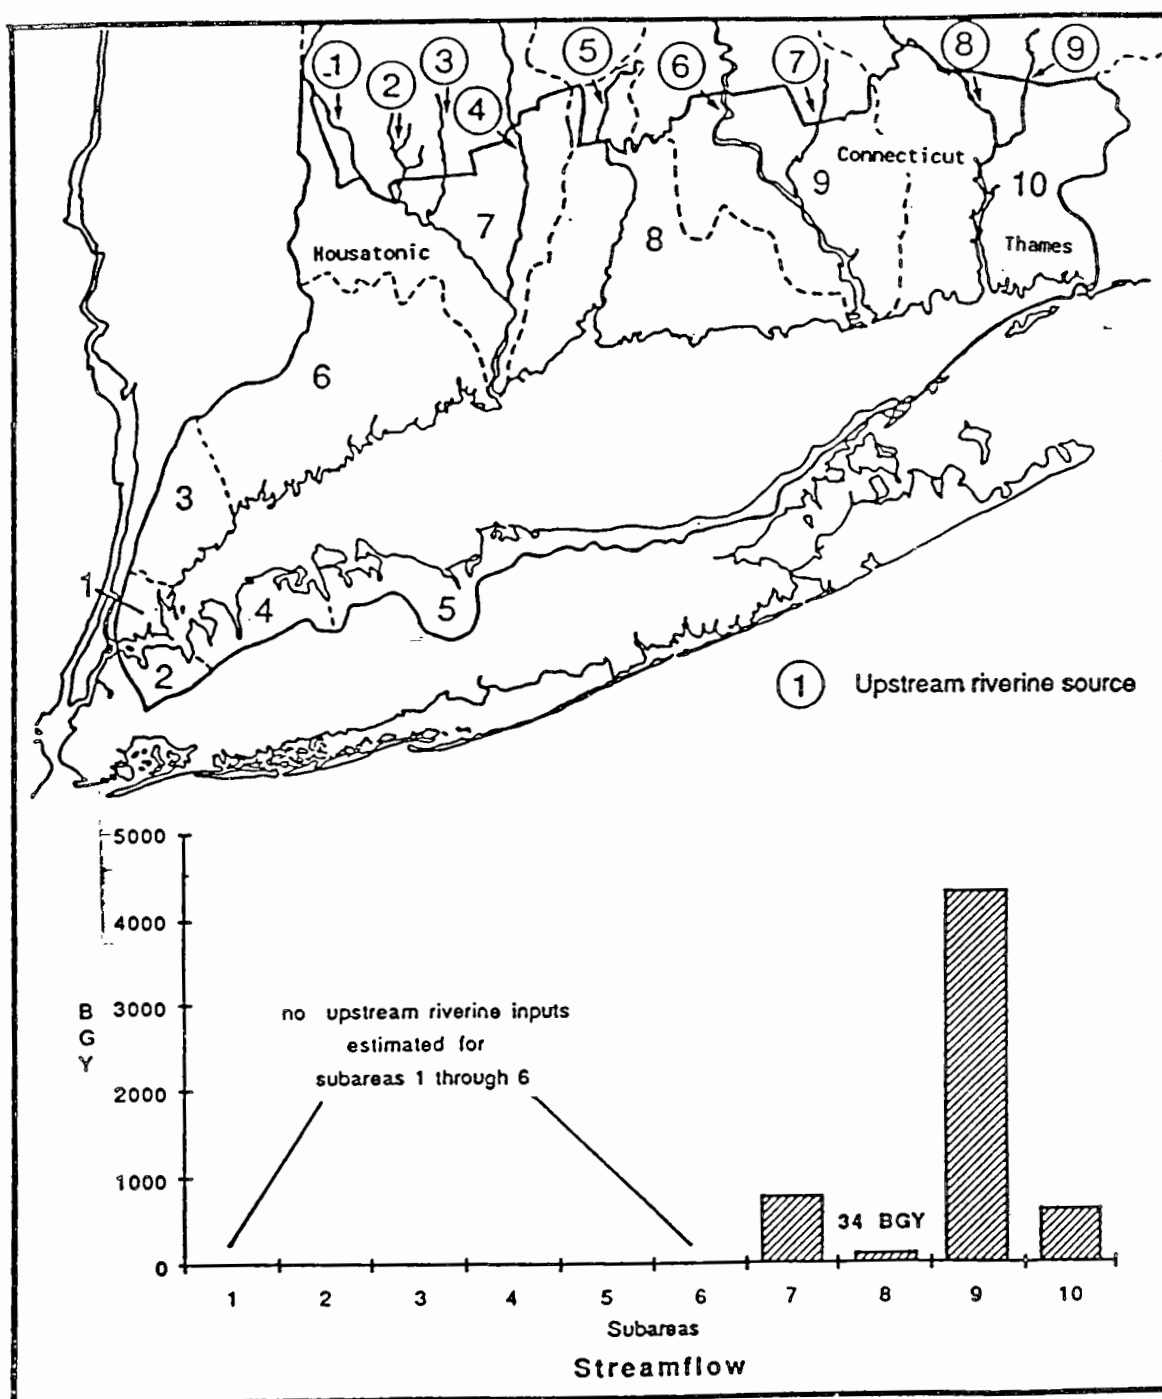 1
2
3
4
5
6
7
8
9
Connecticut
9
10
7
8
Housatonic
Thames
6
3
1
4
5
2
1 Upstream riverine source
5000
4000
3000
2000
1000
0
BGY
no upstream riverine inputs
estimated for
subareas 1 through 6
34 BGY
1 2 3 4 5 6 7 8 9 10
Subareas
Streamflow